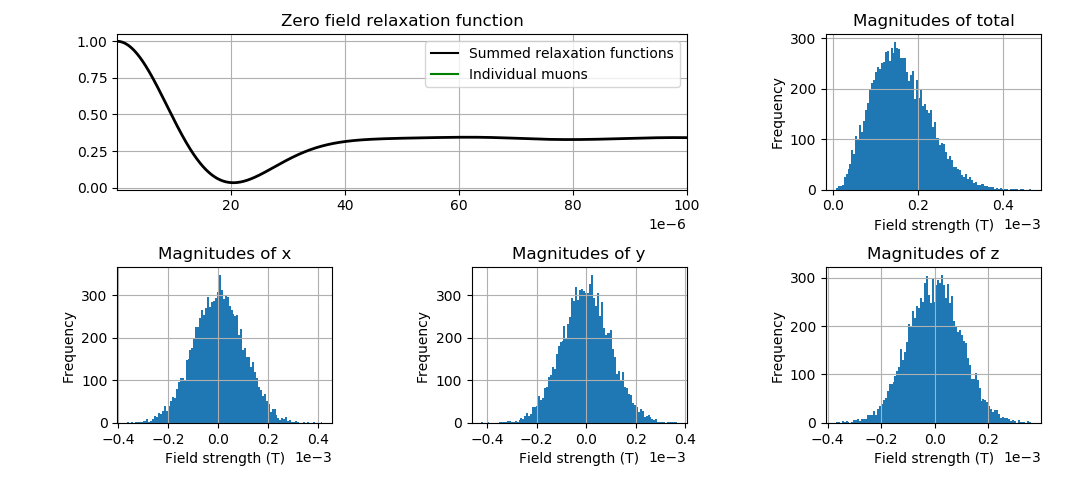 Zero field relaxation function
1.00
0.75
0.50
0.25
0.00
Summed relaxation functions
Individual muons
20 40 60 80 100
1e−6
Magnitudes of total
Frequency
300
200
100
0
0.0 0.2 0.4
Field strength (T) 1e−3
Magnitudes of x
Frequency
300
200
100
0
−0.4 −0.2 0.0 0.2 0.4
Field strength (T) 1e−3
Magnitudes of y
Frequency
300
200
100
0
−0.4 −0.2 0.0 0.2 0.4
Field strength (T) 1e−3
Magnitudes of z
Frequency
300
200
100
0
−0.4 −0.2 0.0 0.2
Field strength (T) 1e−3